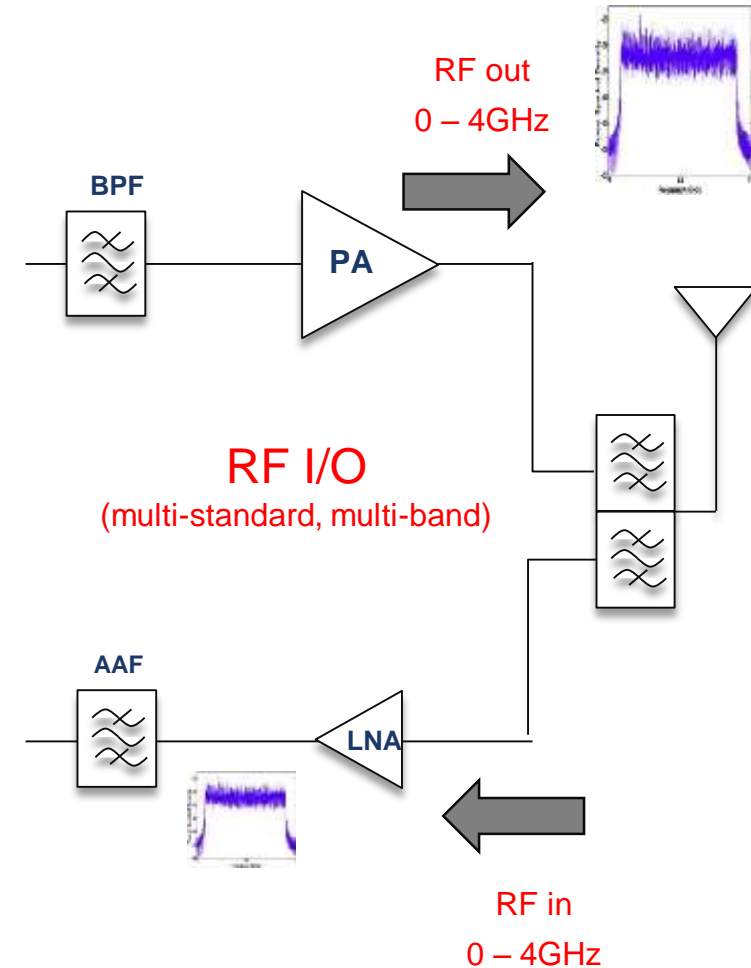 RF out
0 – 4GHz
BPF
PA
RF I/O
(multi-standard, multi-band)
AAF
LNA
RF in
0 – 4GHz